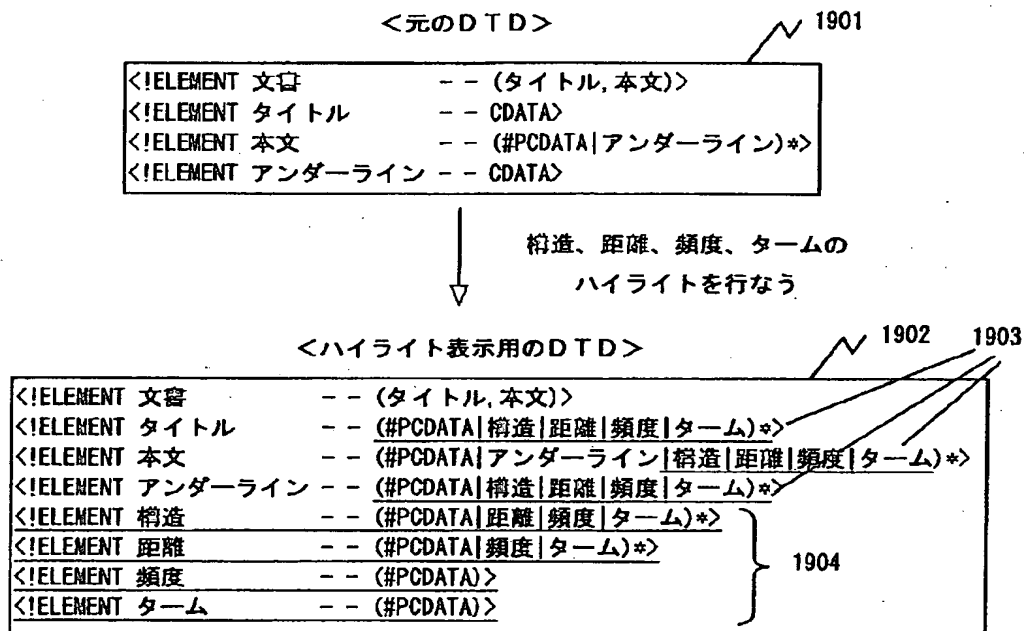 <元のDTD>
1901
<!ELEMENT 文書 - - (タイトル,本文)>
<!ELEMENT タイトル - - CDATA>
<!ELEMENT 本文 - - (#PCDATA|アンダーライン)*>
<!ELEMENT アンダーライン - - CDATA>
構造、距離、頻度、タームの
ハイライトを行なう
<ハイライト表示用のDTD>
1902
1903
<!ELEMENT 文書 - - (タイトル,本文)>
<!ELEMENT タイトル - - (#PCDATA|構造|距離|頻度|ターム)*>
<!ELEMENT 本文 - - (#PCDATA|アンダーライン|構造|距離|頻度|ターム)*>
<!ELEMENT アンダーライン - - (#PCDATA|構造|距離|頻度|ターム)*>
<!ELEMENT 構造 - - (#PCDATA|距離|頻度|ターム)*>
<!ELEMENT 距離 - - (#PCDATA|頻度|ターム)*>
<!ELEMENT 頻度 - - (#PCDATA)>
<!ELEMENT ターム - - (#PCDATA)>
1904